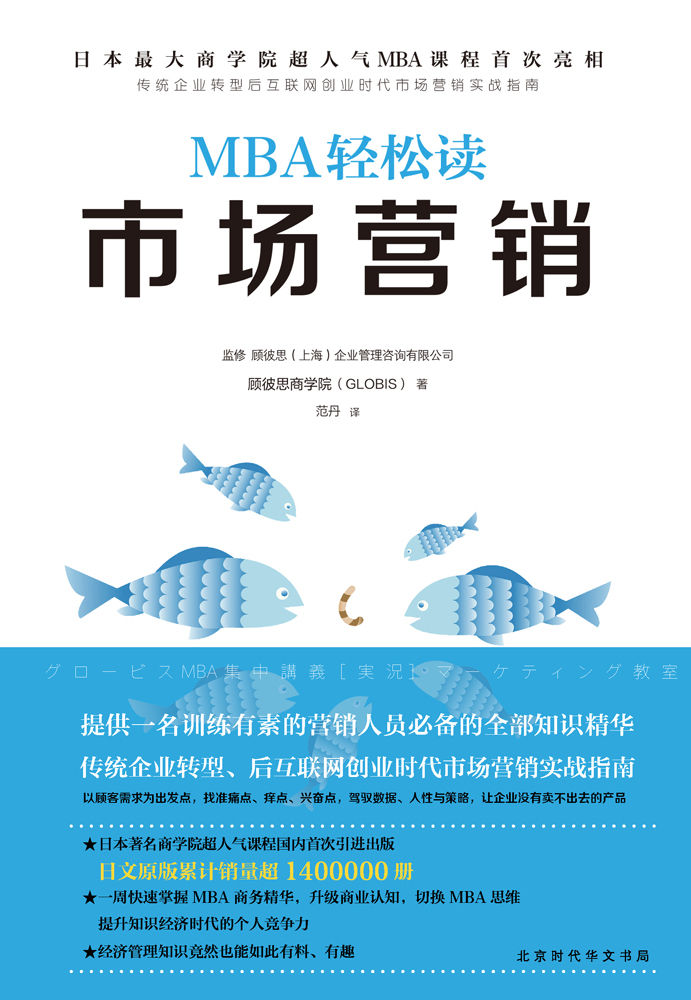 日本最大商学院超人气MBA课程首次亮相
传统企业转型后互联网创业时代市场营销实战指南
MBA轻松读
市场营销
监修 顾彼思（上海）企业管理咨询有限公司
顾彼思商学院（GLOBIS） 著
范丹 译
グロービスMBA集中講義［実況］マーケティング教室
提供一名训练有素的营销人员必备的全部知识精华
传统企业转型、后互联网创业时代市场营销实战指南
以顾客需求为出发点，找准痛点、痒点、兴奋点，驾驭数据、人性与策略，让企业没有卖不出去的产品
★日本著名商学院超人气课程国内首次引进出版
日文原版累计销量超 1400000 册
★一周快速掌握 MBA 商务精华，升级商业认知，切换 MBA 思维
提升知识经济时代的个人竞争力
★经济管理知识竟然也能如此有料、有趣
北京时代华文书局